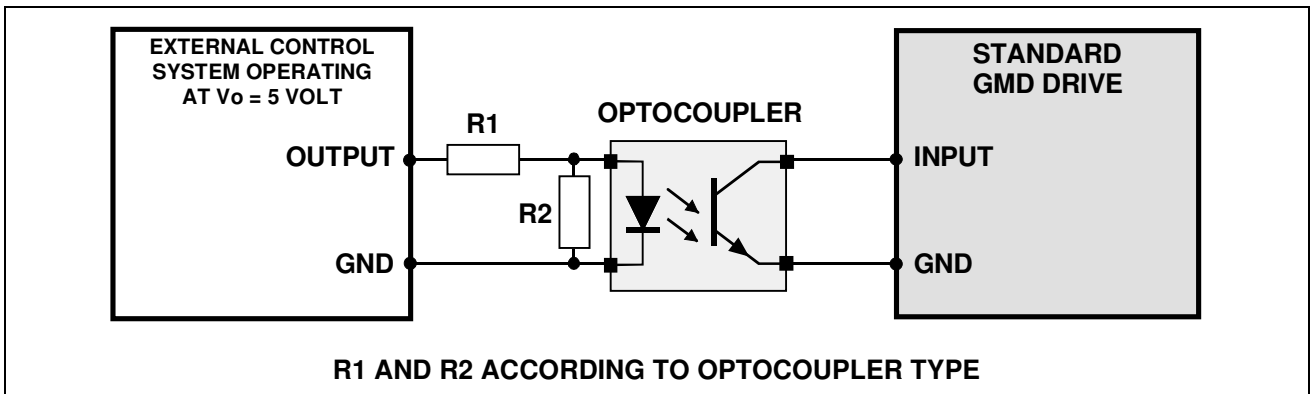 EXTERNAL CONTROL
SYSTEM OPERATING
AT Vo = 5 VOLT
OUTPUT
GND
R1
R2
OPTOCOUPLER
STANDARD
GMD DRIVE
INPUT
GND
R1 AND R2 ACCORDING TO OPTOCOUPLER TYPE